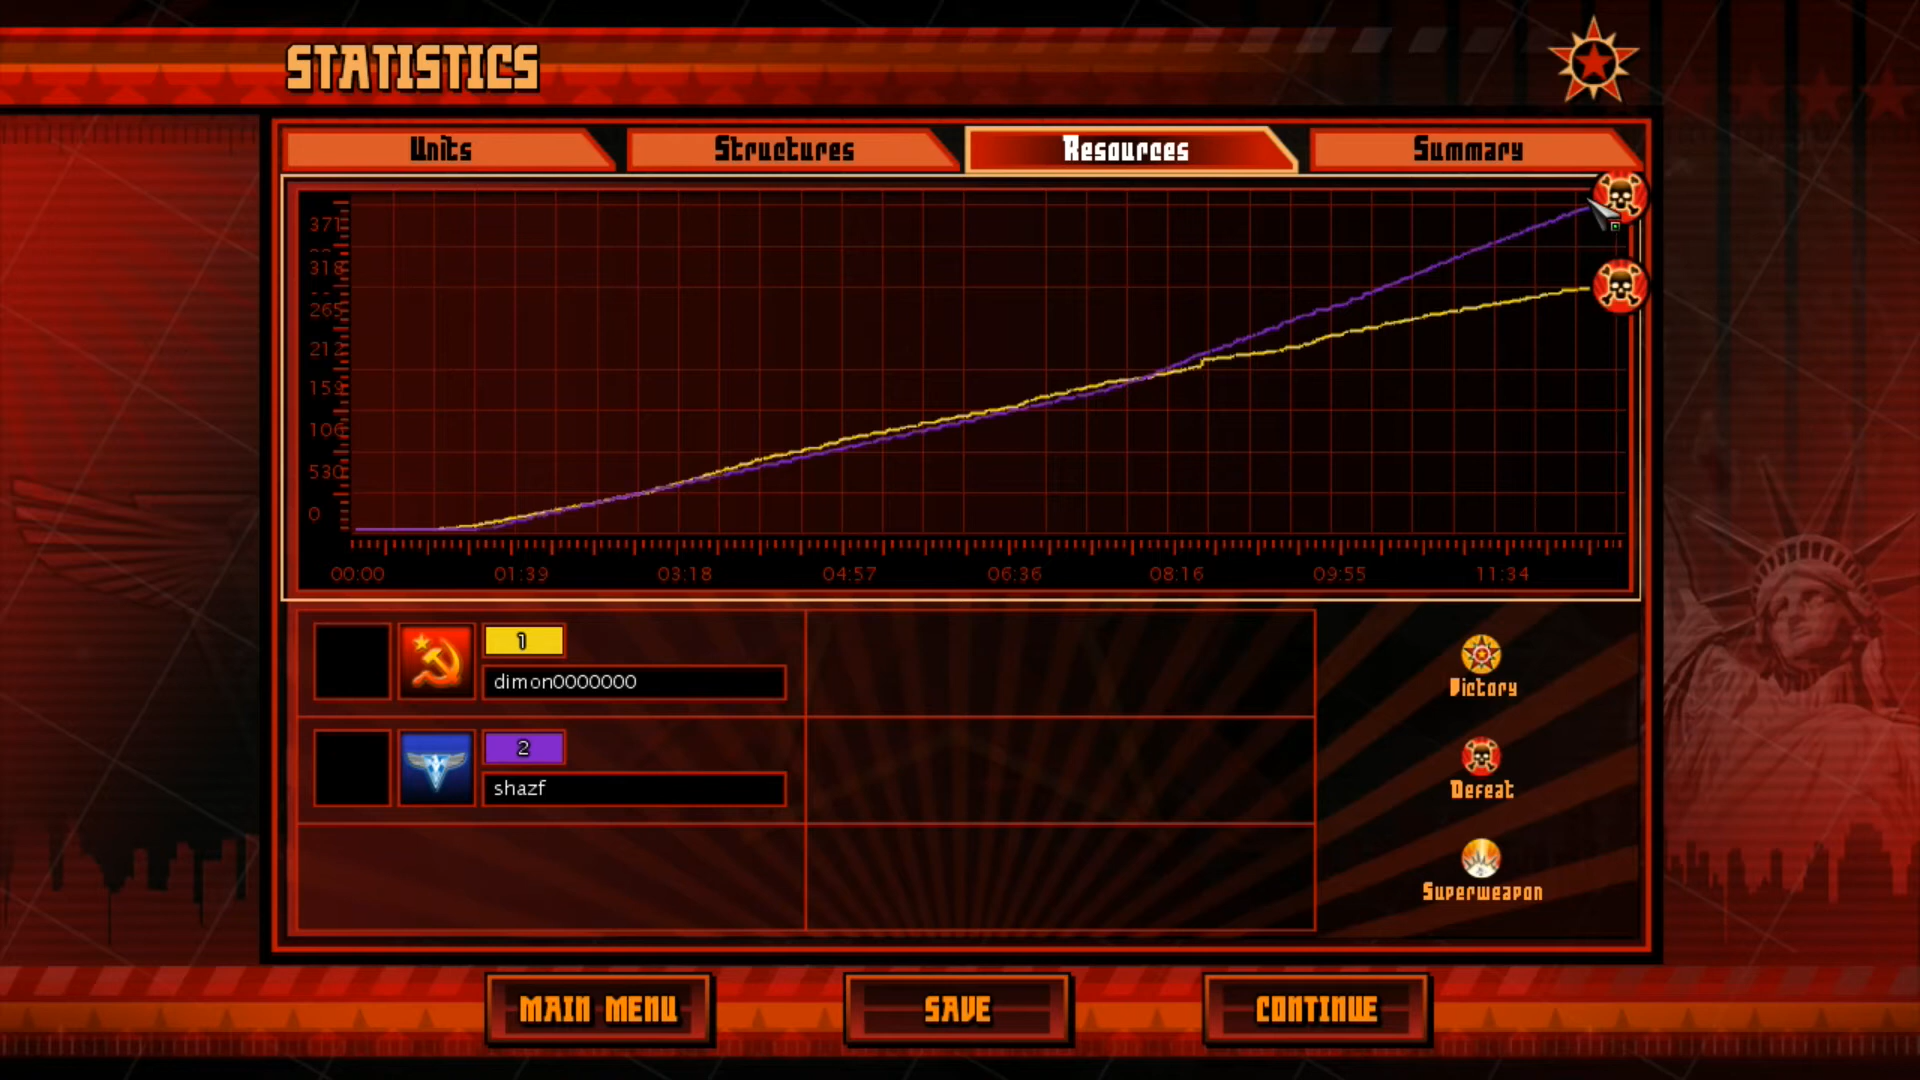 STATISTICS
Units Structures Resources Summary
371
318
265
212
159
106
530
0
00:00 01:39 03:18 04:57 06:36 08:16 09:55 11:34
1
dimon0000000
2
shazf
Victory
Defeat
Superweapon
MAIN MENU SAVE CONTINUE